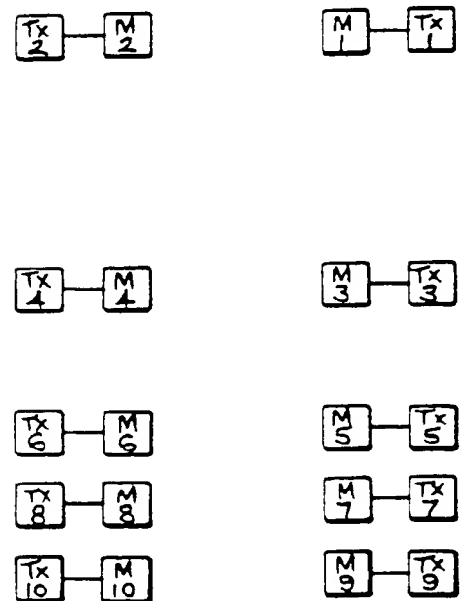 Tx 2 M 2 M 1 Tx 1
Tx 4 M 4 M 3 Tx 3
Tx 6 M 6 M 5 Tx 5
Tx 8 M 8 M 7 Tx 7
Tx 10 M 10 M 9 Tx 9